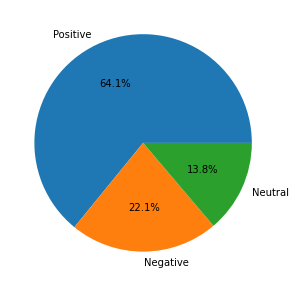 Positive
64.1%
13.8%
Neutral
22.1%
Negative